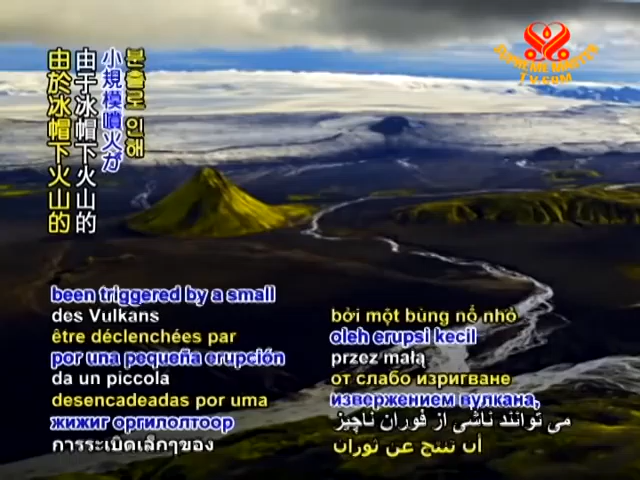 SUPREME MASTER
TV.COM
분출로 인해
小規模噴火が
由于冰帽下火山的
由於冰帽下火山的
been triggered by a small
des Vulkans
être déclenchées par
por una pequeña erupción
da un piccola
desencadeadas por uma
жижиг оргилолтоор
การระเบิดเล็กๆของ
bởi một bùng nổ nhỏ
oleh erupsi kecil
przez małą
от слабо изригване
извержением вулкана,
می توانند ناشی از فوران ناچیز
أن تنتج عن ثوران